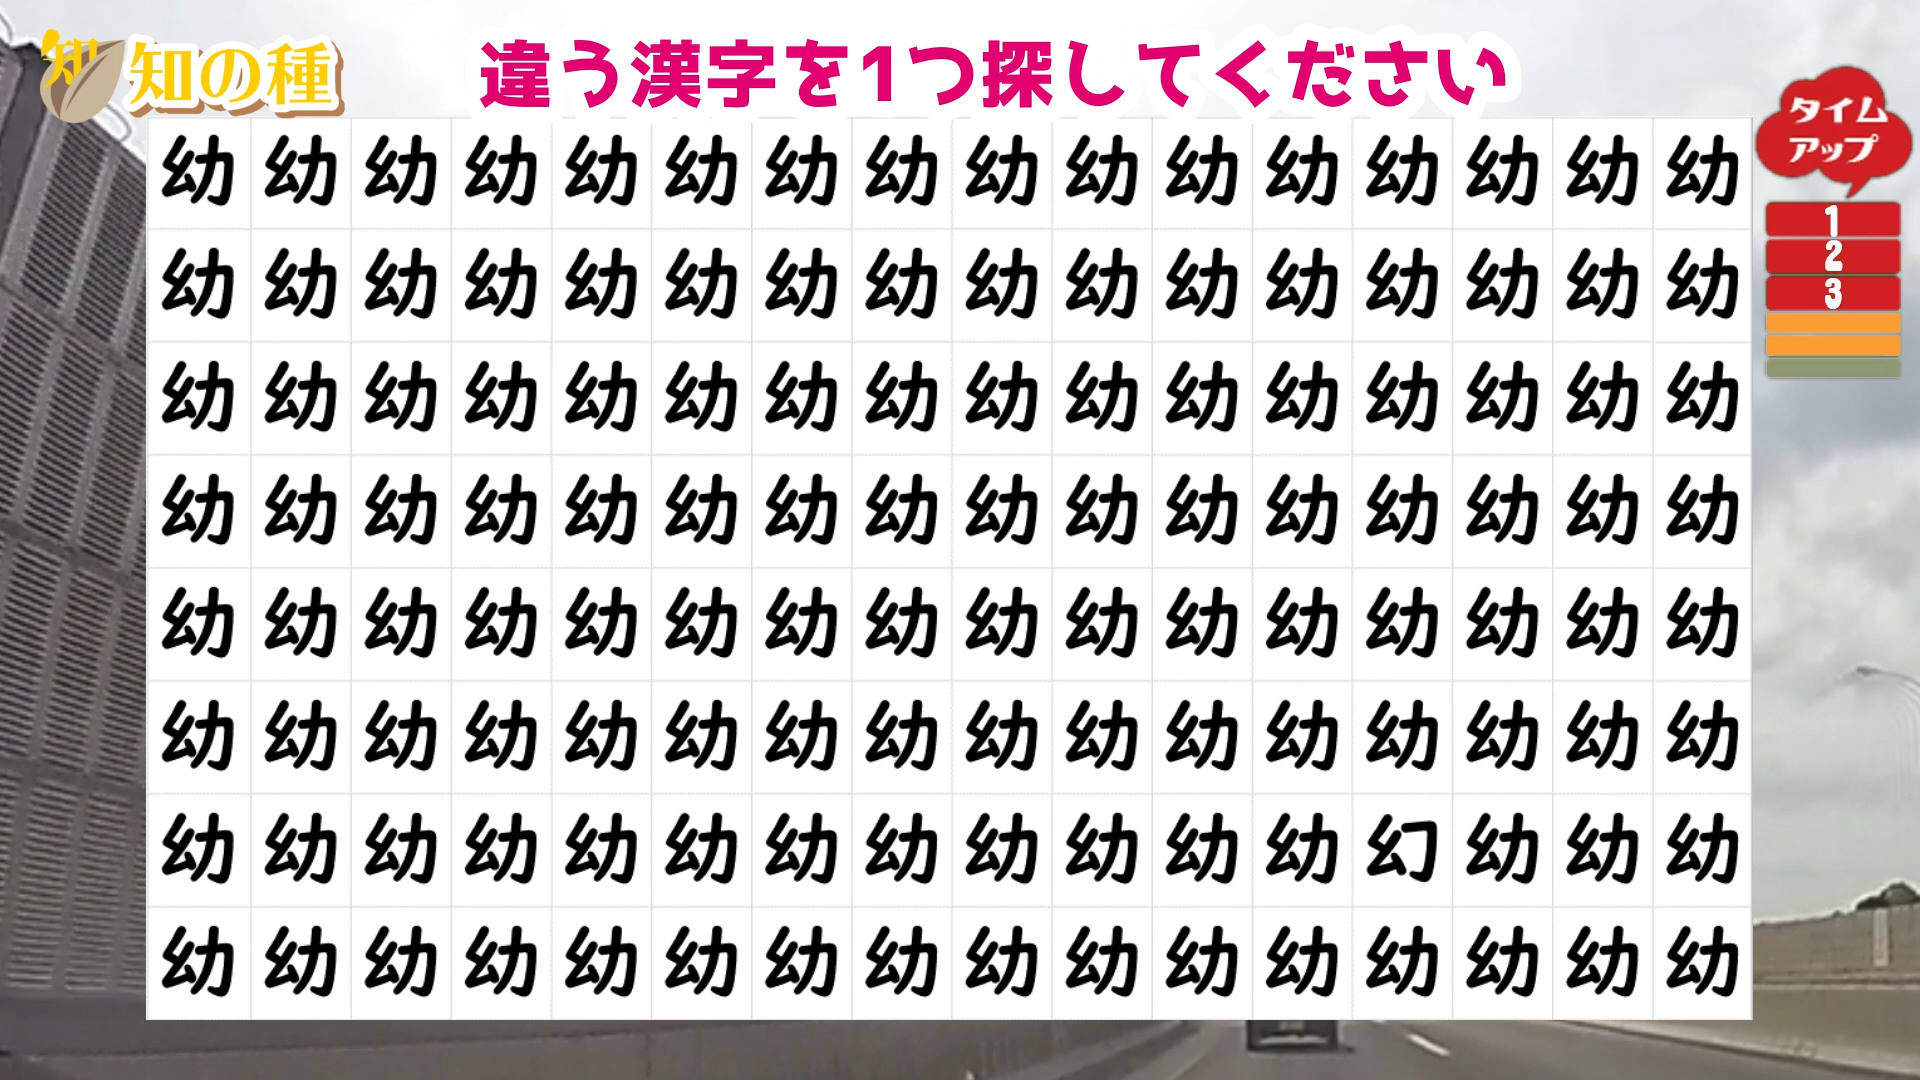 知の種
違う漢字を1つ探してください
タイム
アップ
1
2
3
幼幼幼幼幼幼幼幼幼幼幼幼幼幼幼幼
幼幼幼幼幼幼幼幼幼幼幼幼幼幼幼幼
幼幼幼幼幼幼幼幼幼幼幼幼幼幼幼幼
幼幼幼幼幼幼幼幼幼幼幼幼幼幼幼幼
幼幼幼幼幼幼幼幼幼幼幼幼幼幼幼幼
幼幼幼幼幼幼幼幼幼幼幼幼幼幼幼幼
幼幼幼幼幼幼幼幼幼幼幼幼幻幼幼幼
幼幼幼幼幼幼幼幼幼幼幼幼幼幼幼幼